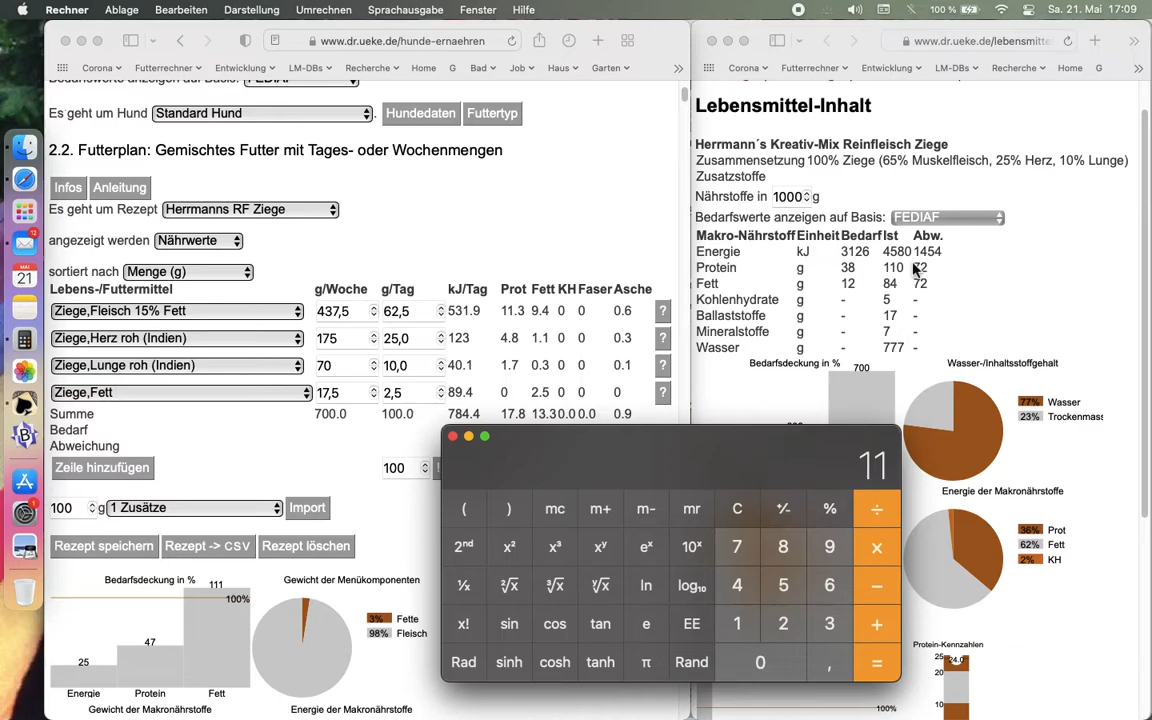 Rechner Ablage Bearbeiten Darstellung Umrechnen Sprachausgabe Fenster Hilfe 100 % Sa. 21. Mai 17:09
www.dr.ueke.de/hunde-ernaehren
Corona Futterrechner Entwicklung LM-DBs Recherche Home G Bad Job Haus Garten
Es geht um Hund Standard Hund . Hundedaten Futtertyp
2.2. Futterplan: Gemischtes Futter mit Tages- oder Wochenmengen
Infos Anleitung
Es geht um Rezept Herrmanns RF Ziege
angezeigt werden Nährwerte
sortiert nach Menge (g)
Lebens-/Futtermittel g/Woche g/Tag kJ/Tag Prot Fett KH Faser Asche
Ziege,Fleisch 15% Fett 437,5 62,5 531.9 11.3 9.4 0 0 0.6 ?
Ziege,Herz roh (Indien) 175 25,0 123 4.8 1.1 0 0 0.3 ?
Ziege,Lunge roh (Indien) 70 10,0 40.1 1.7 0.3 0 0 0.1 ?
Ziege,Fett 17,5 2,5 89.4 0 2.5 0 0 0 ?
Summe 700.0 100.0 784.4 17.8 13.3 0.0 0.0 0.9
Bedarf
Abweichung
Zeile hinzufügen 100
100 g 1 Zusätze Import
Rezept speichern Rezept -> CSV Rezept löschen
Bedarfsdeckung in % Gewicht der Menükomponenten
111
100%
47
25
3% Fette
98% Fleisch
Energie Protein Fett
Gewicht der Makronährstoffe Energie der Makronährstoffe
www.dr.ueke.de/lebensmitte
Corona Futterrechner Entwicklung LM-DBs Recherche Home G
Lebensmittel-Inhalt
Herrmann´s Kreativ-Mix Reinfleisch Ziege
Zusammensetzung 100% Ziege (65% Muskelfleisch, 25% Herz, 10% Lunge)
Zusatzstoffe
Nährstoffe in 1000 g
Bedarfswerte anzeigen auf Basis: FEDIAF
Makro-Nährstoff Einheit Bedarf Ist Abw.
Energie kJ 3126 4580 1454
Protein g 38 110 72
Fett g 12 84 72
Kohlenhydrate g - 5 -
Ballaststoffe g - 17 -
Mineralstoffe g - 7 -
Wasser g - 777 -
Bedarfsdeckung in % Wasser-/Inhaltsstoffgehalt
700
77% Wasser
23% Trockenmass
Energie der Makronährstoffe
36% Prot
62% Fett
2% KH
Protein-Kennzahlen
25 24.0
20
10
100%
11
( ) mc m+ m- mr C +/- % ÷
2nd x² x³ xʸ eˣ 10ˣ 7 8 9 x
¹/x ²√x ³√x ʸ√x ln log₁₀ 4 5 6 −
x! sin cos tan e EE 1 2 3 +
Rad sinh cosh tanh π Rand 0 , =